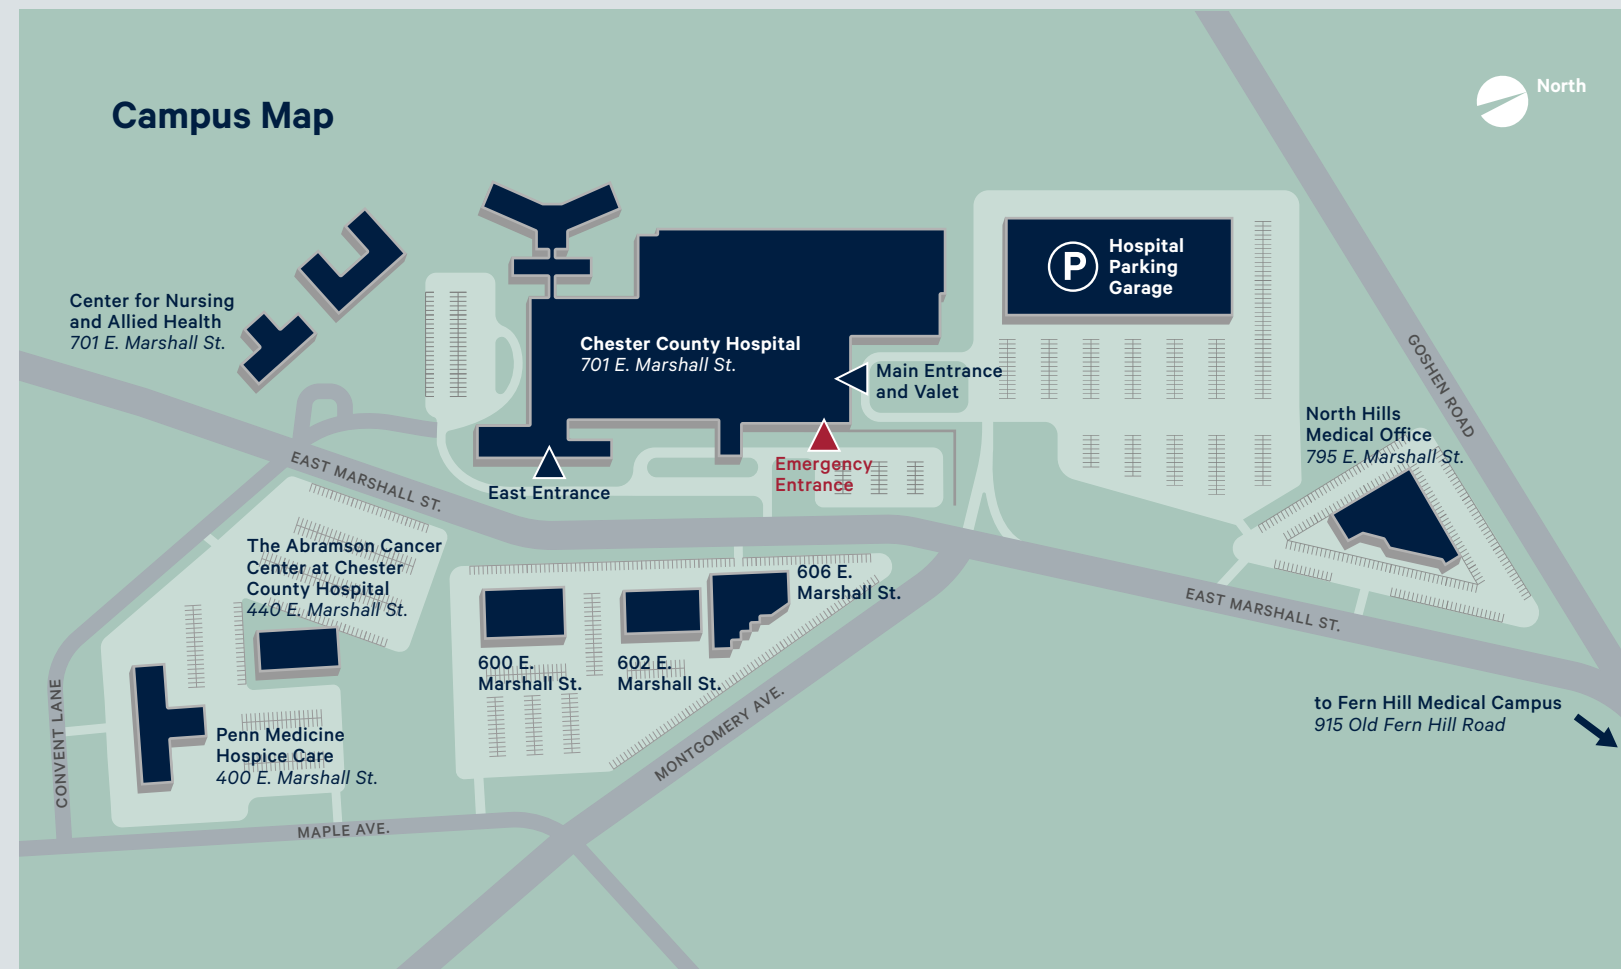 Campus Map
North
Center for Nursing
and Allied Health
701 E. Marshall St.
P
Hospital
Parking
Garage
Chester County Hospital
701 E. Marshall St.
Main Entrance
and Valet
GOSHEN ROAD
North Hills
Medical Office
795 E. Marshall St.
EAST MARSHALL ST.
East Entrance
Emergency
Entrance
The Abramson Cancer
Center at Chester
County Hospital
440 E. Marshall St.
606 E.
Marshall St.
EAST MARSHALL ST.
600 E.
Marshall St.
602 E.
Marshall St.
CONVENT LANE
Penn Medicine
Hospice Care
400 E. Marshall St.
MONTGOMERY AVE.
to Fern Hill Medical Campus
915 Old Fern Hill Road
MAPLE AVE.